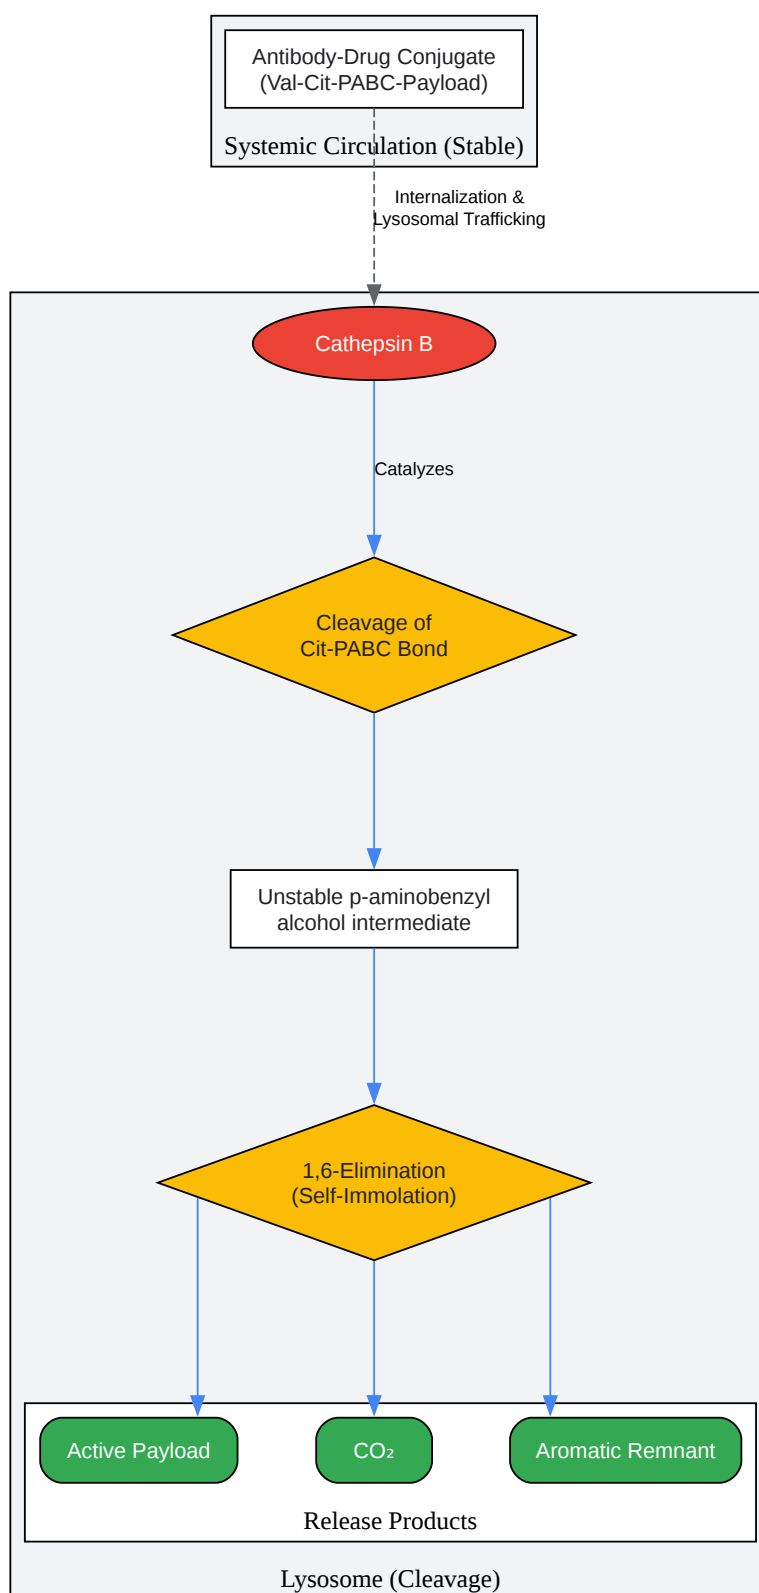 Antibody-Drug Conjugate
(Val-Cit-PABC-Payload)
Systemic Circulation (Stable)
Internalization &
Lysosomal Trafficking
Cathepsin B
Catalyzes
Cleavage of
Cit-PABC Bond
Unstable p-aminobenzyl
alcohol intermediate
1,6-Elimination
(Self-Immolation)
Active Payload
CO₂
Aromatic Remnant
Release Products
Lysosome (Cleavage)